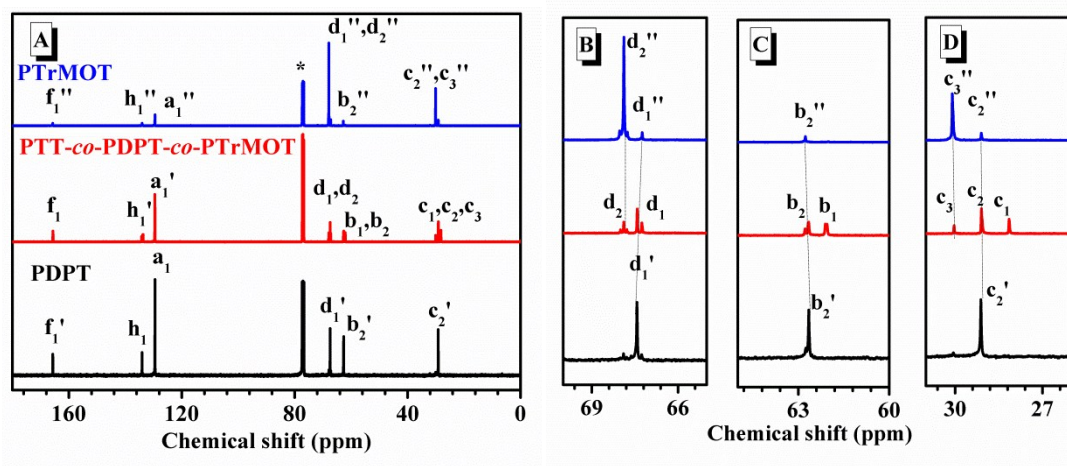 A
PTrMOT
f₁''
h₁''
a₁''
*
d₁'',d₂''
b₂''
c₂'',c₃''
PTT-co-PDPT-co-PTrMOT
f₁
h₁'
a₁'
d₁,d₂
b₁,b₂
c₁,c₂,c₃
PDPT
f₁'
h₁
a₁
d₁'
b₂'
c₂'
160 120 80 40 0
Chemical shift (ppm)
B
d₂''
d₁''
d₂
d₁
d₁'
69 66
C
b₂''
b₂ b₁
b₂'
63 60
D
c₃''
c₂''
c₃ c₂ c₁
c₂'
30 27
Chemical shift (ppm)